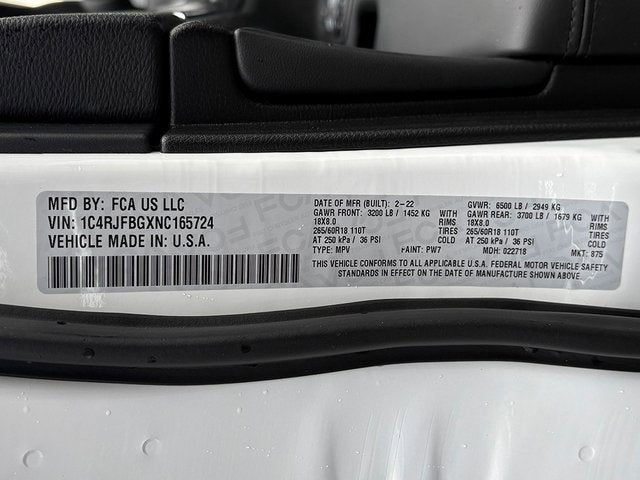 MFD BY: FCA US LLC
VIN: 1C4RJFBGXNC165724
VEHICLE MADE IN: U.S.A.
DATE OF MFR (BUILT): 2-22 GVWR: 6500 LB / 2949 KG
GAWR FRONT: 3200 LB / 1452 KG WITH GAWR REAR: 3700 LB / 1679 KG WITH
18X8.0 RIMS 18X8.0 RIMS
265/60R18 110T TIRES 265/60R18 110T TIRES
AT 250 kPa / 36 PSI COLD AT 250 kPa / 36 PSI COLD
TYPE: MPV PAINT: PW7 MDH: 022718 MKT: 875
THIS VEHICLE CONFORMS TO ALL APPLICABLE U.S.A. FEDERAL MOTOR VEHICLE SAFETY
STANDARDS IN EFFECT ON THE DATE OF MANUFACTURE SHOWN ABOVE.